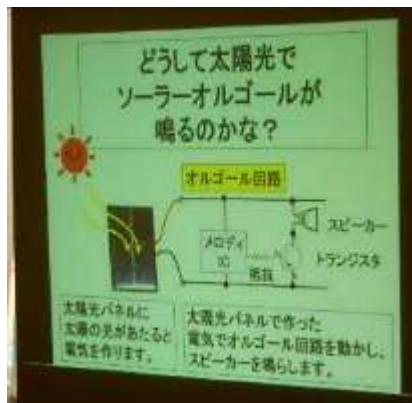 どうして太陽光で
ソーラーオルゴールが
鳴るのかな？
オルゴール回路
スピーカー
メロディ
IC
抵抗
トランジスタ
太陽光パネルに
太陽の光があたると
電気を作ります。
太陽光パネルで作った
電気でオルゴール回路を動かし、
スピーカーを鳴らします。